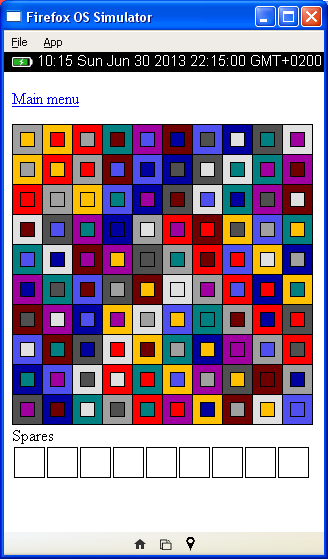 Firefox OS Simulator
File App
10:15 Sun Jun 30 2013 22:15:00 GMT+0200
Main menu
Spares